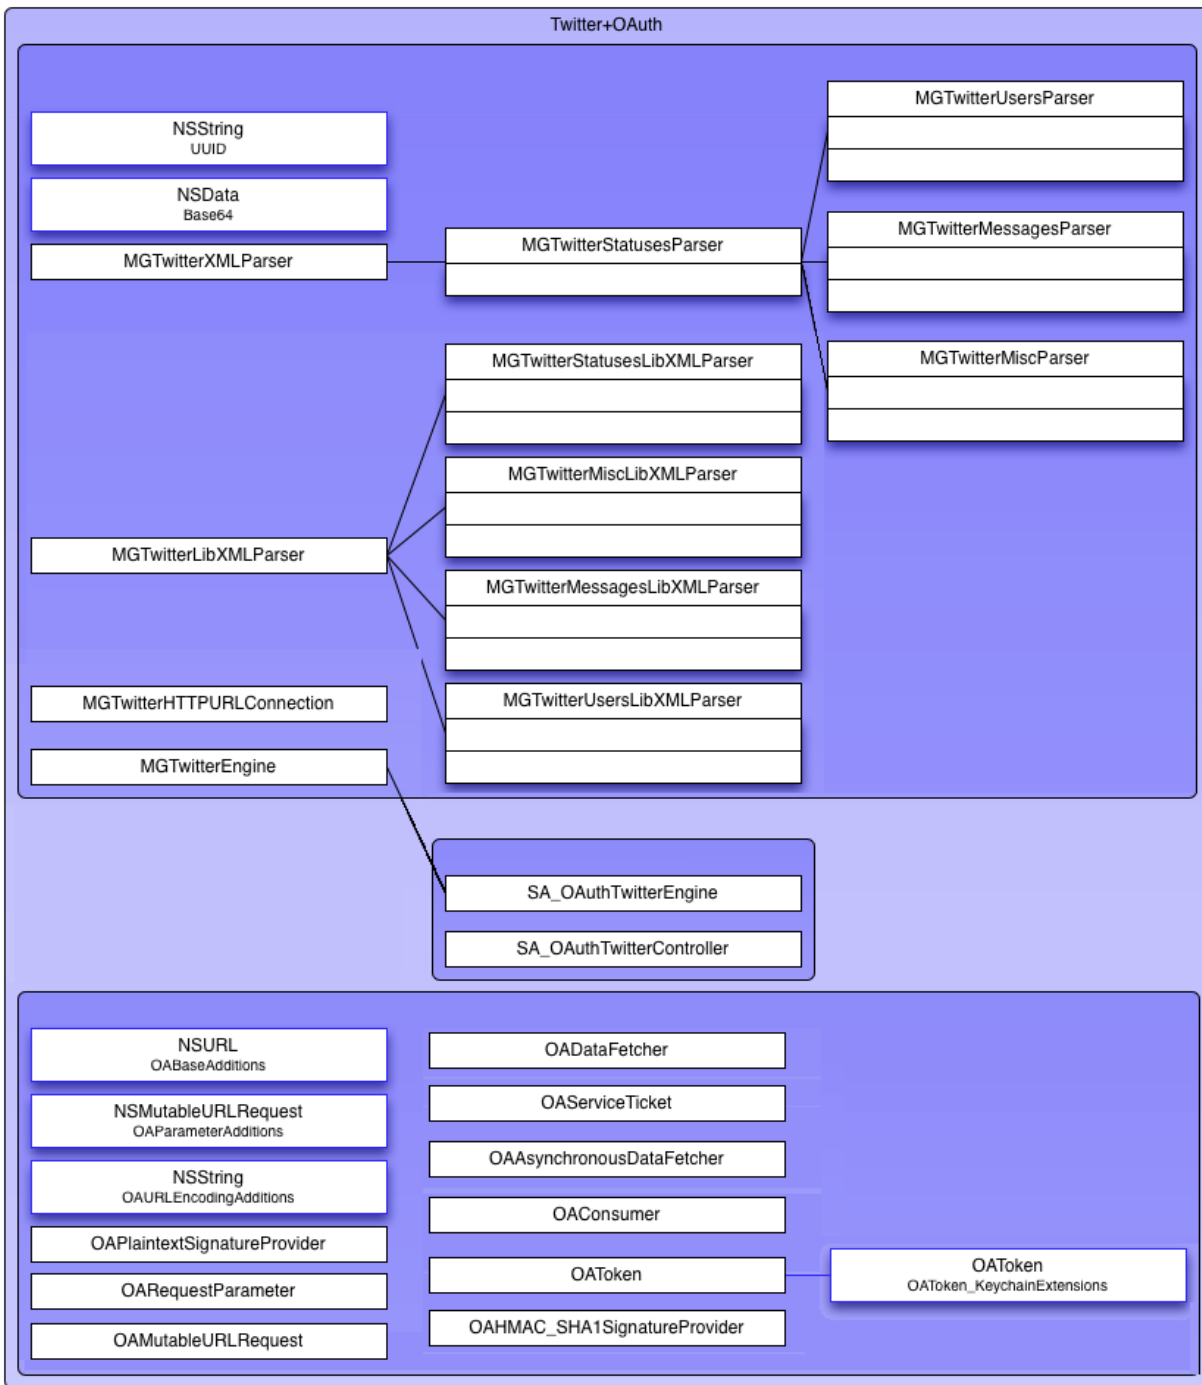 Twitter+OAuth
NSString
UUID
NSData
Base64
MGTwitterXMLParser
MGTwitterStatusesParser
MGTwitterUsersParser
MGTwitterMessagesParser
MGTwitterMiscParser
MGTwitterLibXMLParser
MGTwitterStatusesLibXMLParser
MGTwitterMiscLibXMLParser
MGTwitterMessagesLibXMLParser
MGTwitterUsersLibXMLParser
MGTwitterHTTPURLConnection
MGTwitterEngine
SA_OAuthTwitterEngine
SA_OAuthTwitterController
NSURL
OABaseAdditions
NSMutableURLRequest
OAParameterAdditions
NSString
OAURLEncodingAdditions
OAPlaintextSignatureProvider
OARequestParameter
OAMutableURLRequest
OADataFetcher
OAServiceTicket
OAAsynchronousDataFetcher
OAConsumer
OAToken
OAHMAC_SHA1SignatureProvider
OAToken
OAToken_KeychainExtensions